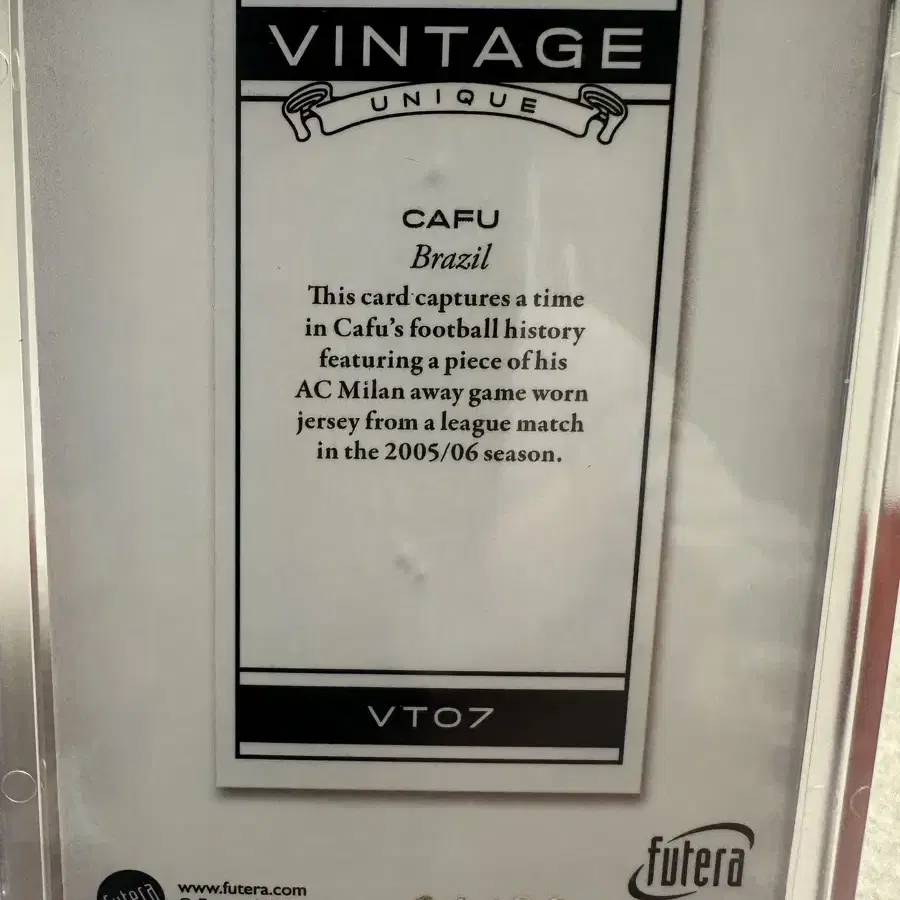 VINTAGE
UNIQUE
CAFU
Brazil
This card captures a time
in Cafu's football history
featuring a piece of his
AC Milan away game worn
jersey from a league match
in the 2005/06 season.
VT07
futera
futera
www.futera.com